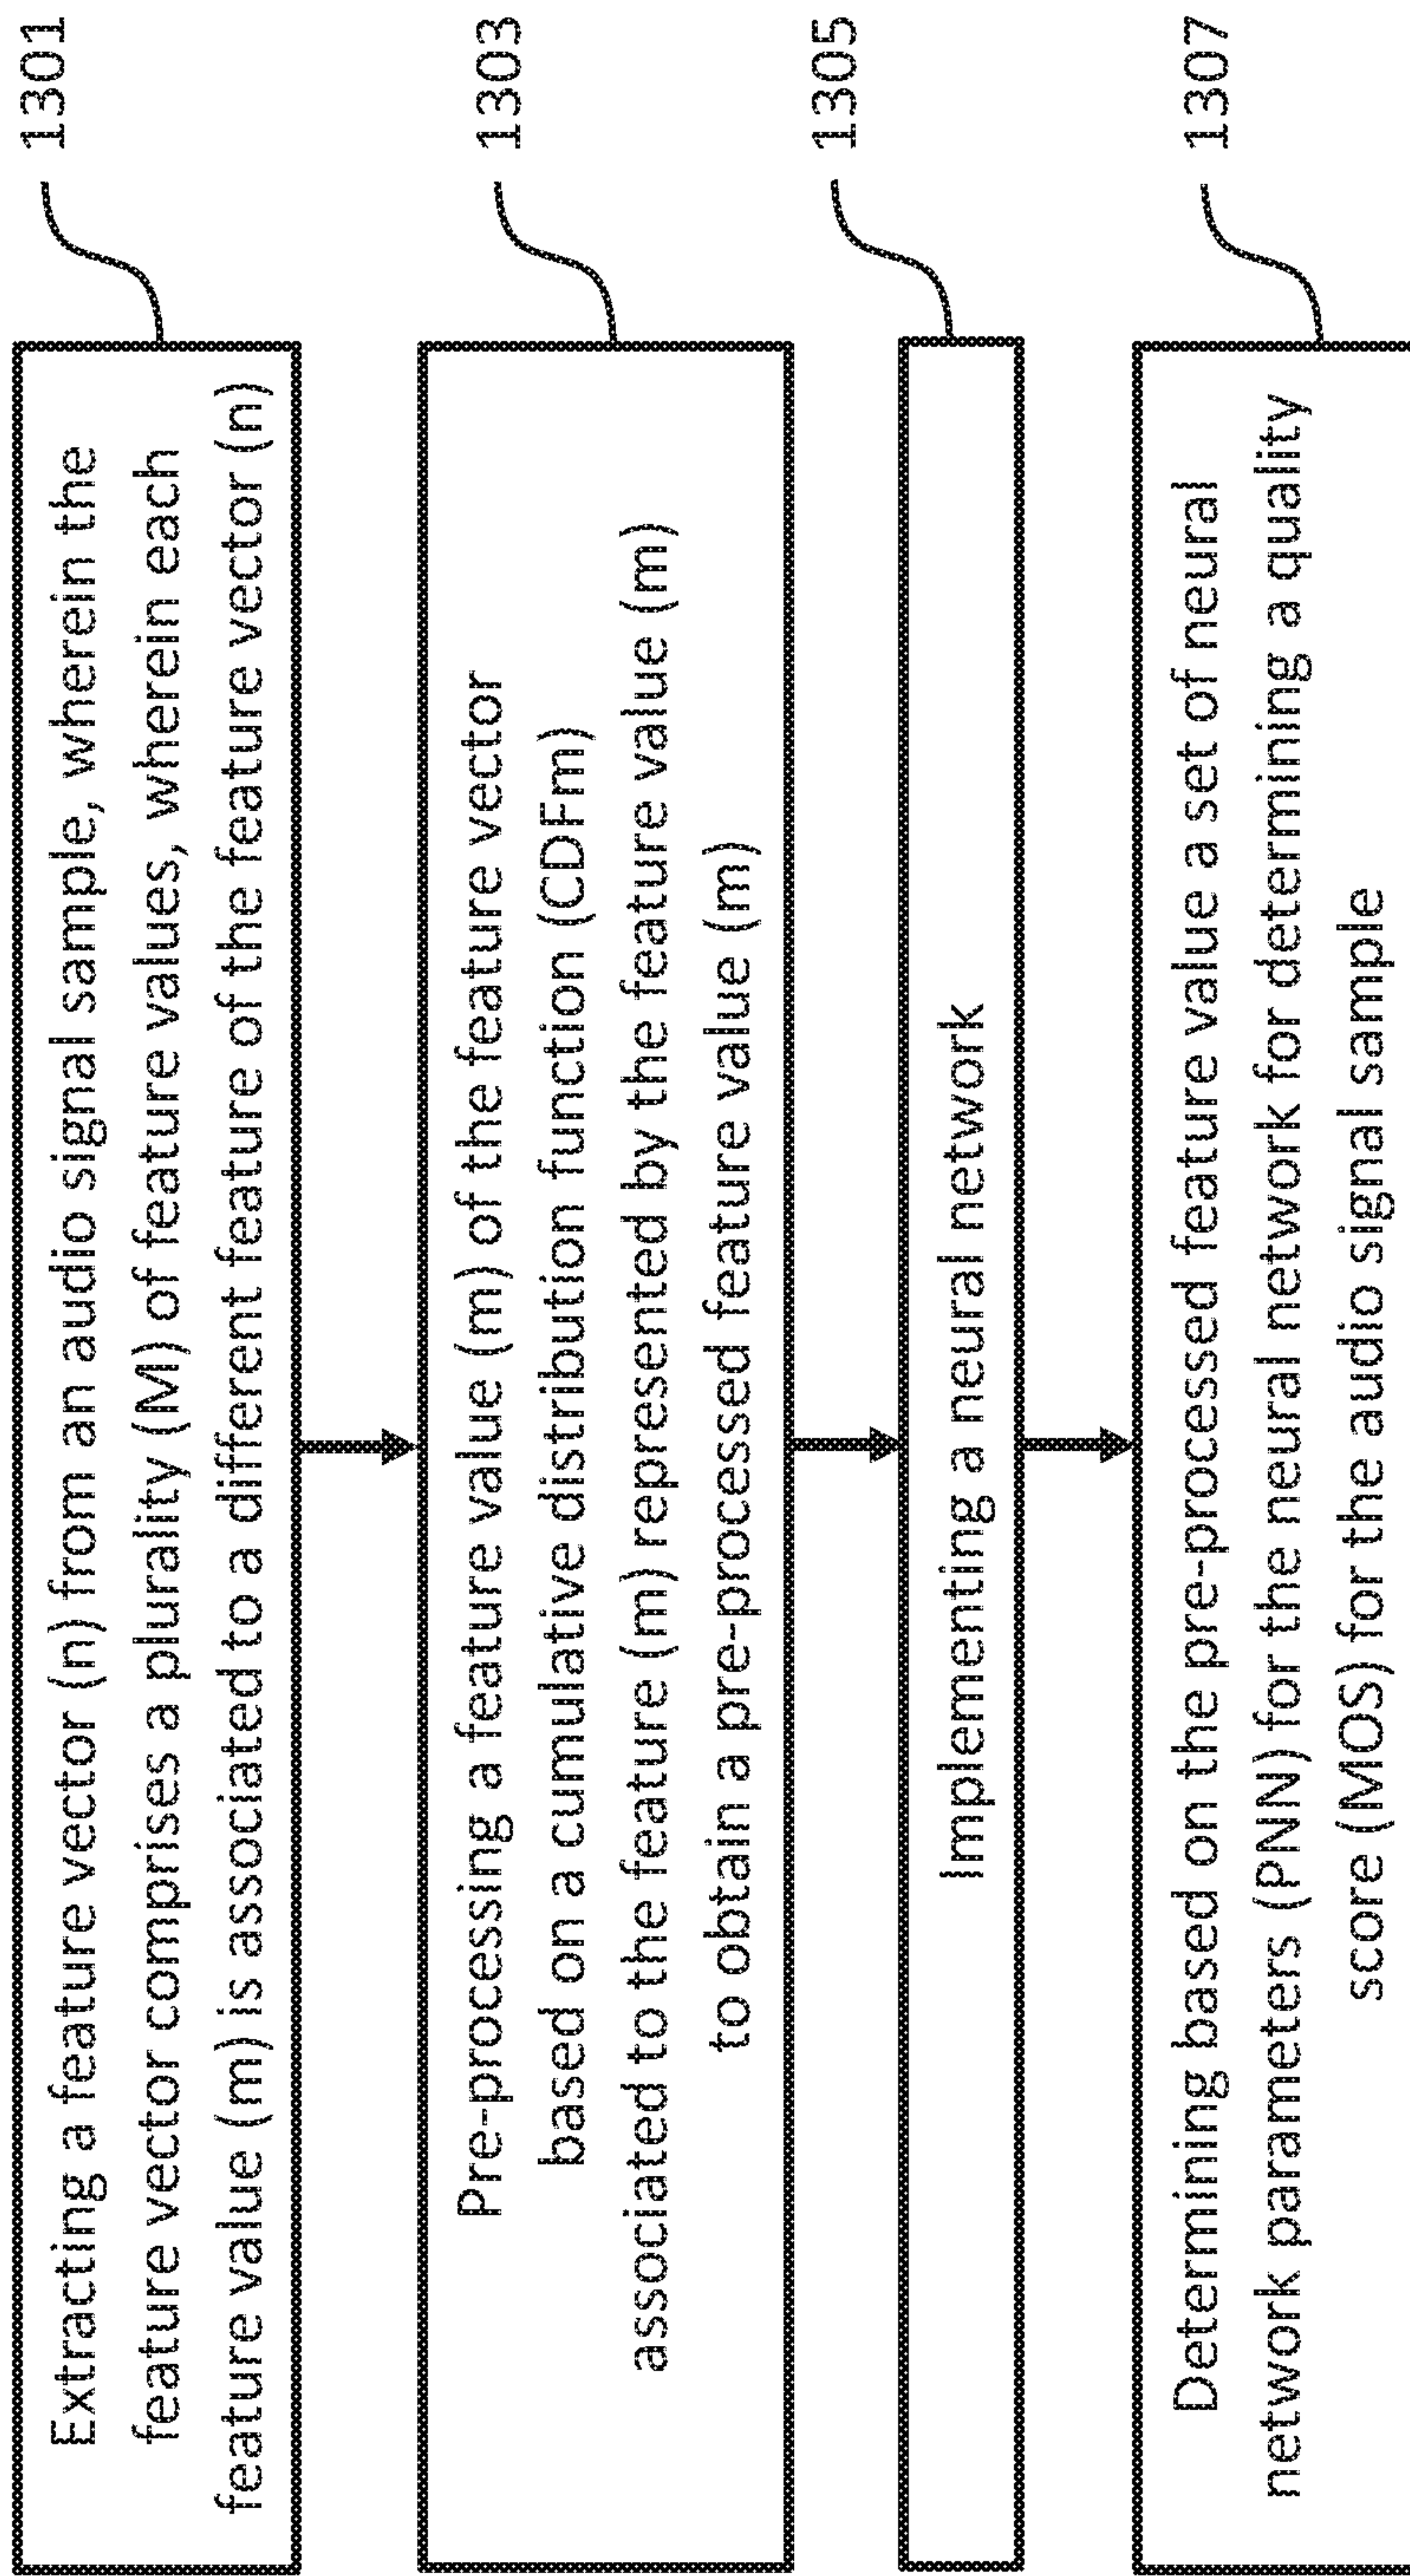 Extracting a feature vector (n) from an audio signal sample, wherein the
feature vector comprises a plurality (M) of feature values, wherein each
feature value (m) is associated to a different feature of the feature vector (n)
1301
Pre-processing a feature value (m) of the feature vector
based on a cumulative distribution function (CDFm)
associated to the feature (m) represented by the feature value (m)
to obtain a pre-processed feature value (m)
1303
Implementing a neural network
1305
Determining based on the pre-processed feature value a set of neural
network parameters (PNN) for the neural network for determining a quality
score (MOS) for the audio signal sample
1307